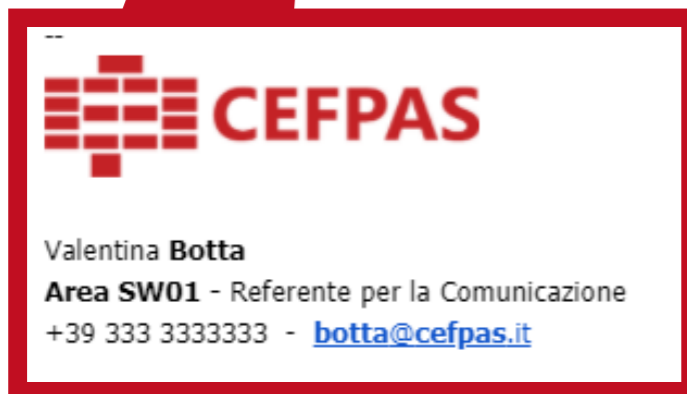 --
CEFPAS
Valentina Botta
Area SW01 - Referente per la Comunicazione
+39 333 3333333 - botta@cefpas.it